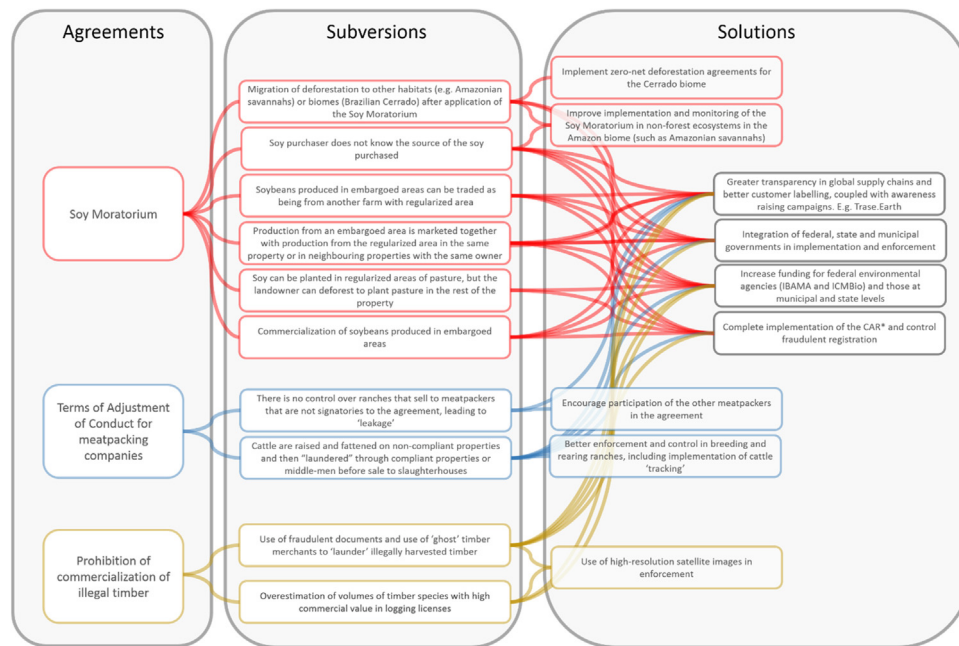 Agreements
Subversions
Solutions
Soy Moratorium
Terms of Adjustment
of Conduct for
meatpacking
companies
Prohibition of
commercialization of
illegal timber
Migration of deforestation to other habitats (e.g. Amazonian
savannahs) or biomes (Brazilian Cerrado) after application of
the Soy Moratorium
Soy purchaser does not know the source of the soy
purchased
Soybeans produced in embargoed areas can be traded as
being from another farm with regularized area
Production from an embargoed area is marketed together
with production from the regularized area in the same
property or in neighbouring properties with the same owner
Soy can be planted in regularized areas of pasture, but the
landowner can deforest to plant pasture in the rest of the
property
Commercialization of soybeans produced in embargoed
areas
There is no control over ranches that sell to meatpackers
that are not signatories to the agreement, leading to
‘leakage’
Cattle are raised and fattened on non-compliant properties
and then “laundered” through compliant properties or
middle-men before sale to slaughterhouses
Use of fraudulent documents and use of ‘ghost’ timber
merchants to ‘launder’ illegally harvested timber
Overestimation of volumes of timber species with high
commercial value in logging licenses
Implement zero-net deforestation agreements for
the Cerrado biome
Improve implementation and monitoring of the
Soy Moratorium in non-forest ecosystems in the
Amazon biome (such as Amazonian savannahs)
Greater transparency in global supply chains and
better customer labelling, coupled with awareness
raising campaigns. E.g. Trase.Earth
Integration of federal, state and municipal
governments in implementation and enforcement
Increase funding for federal environmental
agencies (IBAMA and ICMBio) and those at
municipal and state levels
Complete implementation of the CAR* and control
fraudulent registration
Encourage participation of the other meatpackers
in the agreement
Better enforcement and control in breeding and
rearing ranches, including implementation of cattle
‘tracking’
Use of high-resolution satellite images in
enforcement